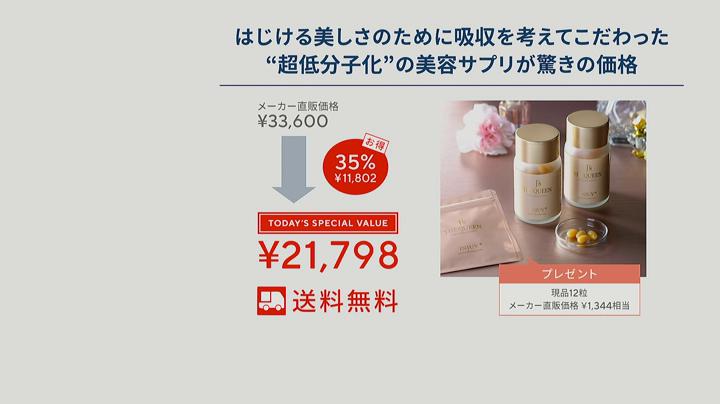 はじける美しさのために吸収を考えてこだわった
“超低分子化”の美容サプリが驚きの価格
メーカー直販価格
¥33,600
お得
35%
¥11,802
TODAY'S SPECIAL VALUE
¥21,798
送料無料
J's
プレゼント
現品12粒
メーカー直販価格 ¥1,344相当